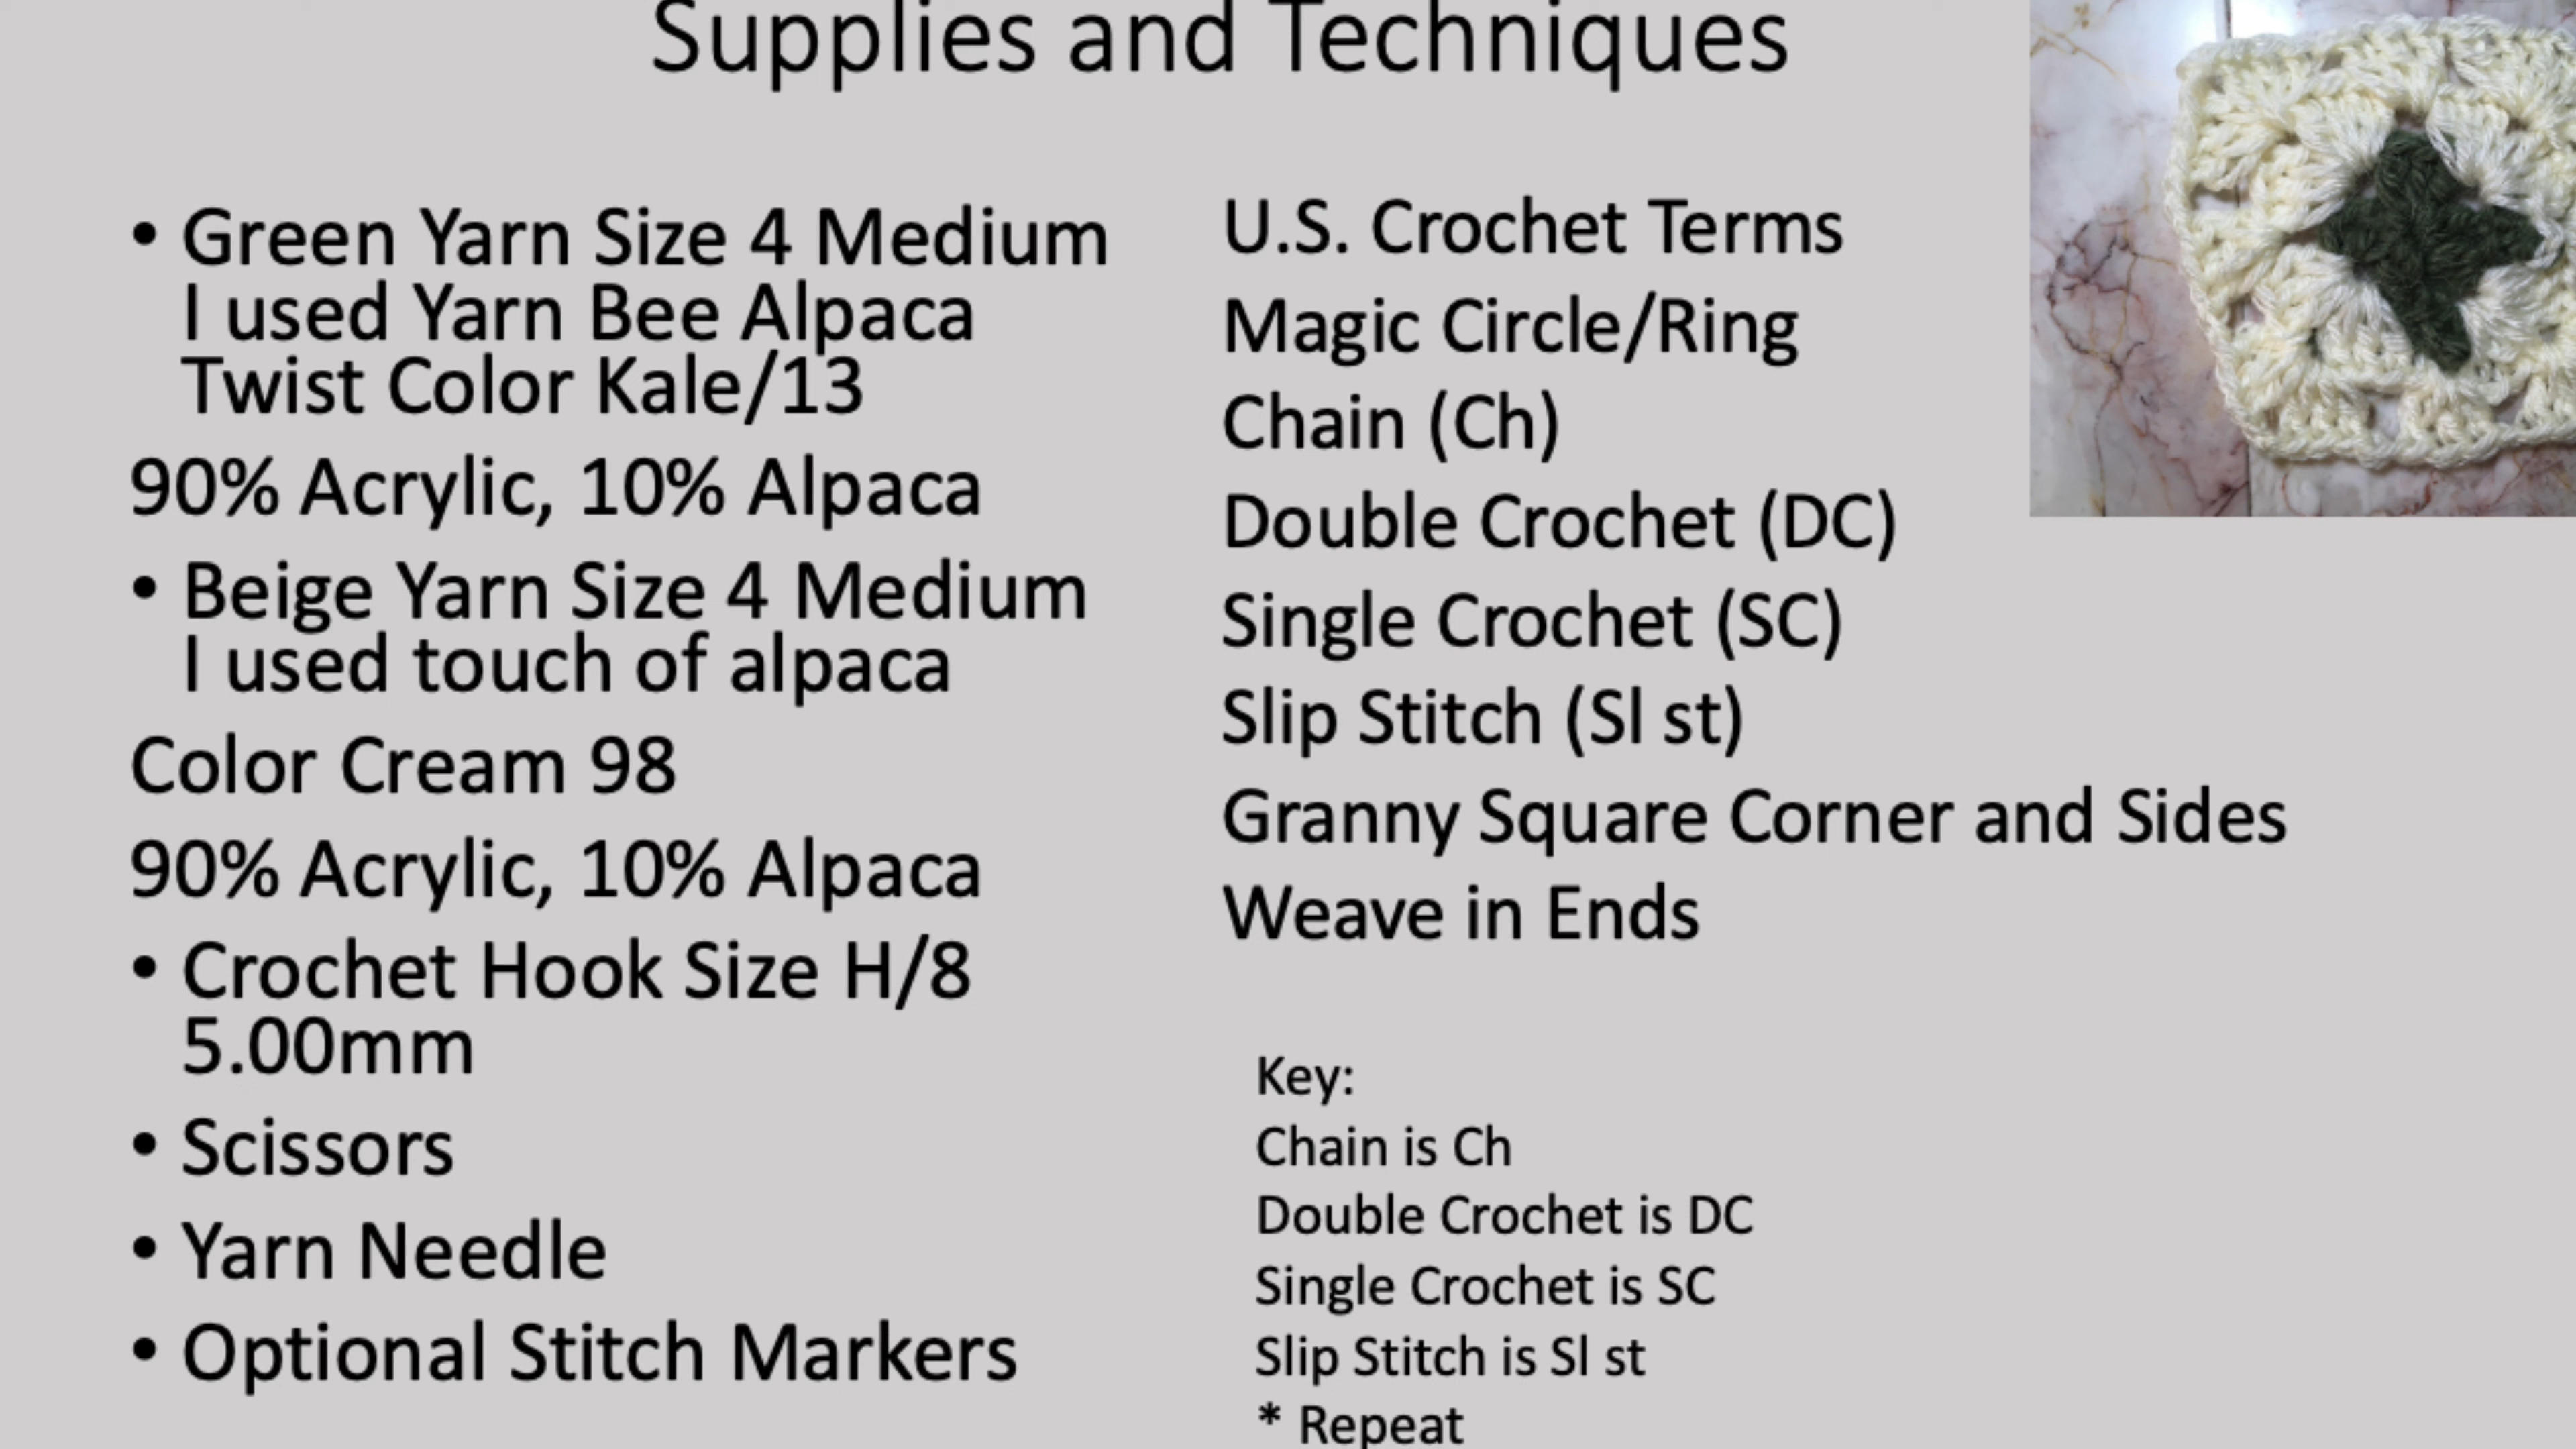 Supplies and Techniques
• Green Yarn Size 4 Medium
I used Yarn Bee Alpaca
Twist Color Kale/13
90% Acrylic, 10% Alpaca
• Beige Yarn Size 4 Medium
I used touch of alpaca
Color Cream 98
90% Acrylic, 10% Alpaca
• Crochet Hook Size H/8
5.00mm
• Scissors
• Yarn Needle
• Optional Stitch Markers
U.S. Crochet Terms
Magic Circle/Ring
Chain (Ch)
Double Crochet (DC)
Single Crochet (SC)
Slip Stitch (Sl st)
Granny Square Corner and Sides
Weave in Ends
Key:
Chain is Ch
Double Crochet is DC
Single Crochet is SC
Slip Stitch is Sl st
* Repeat